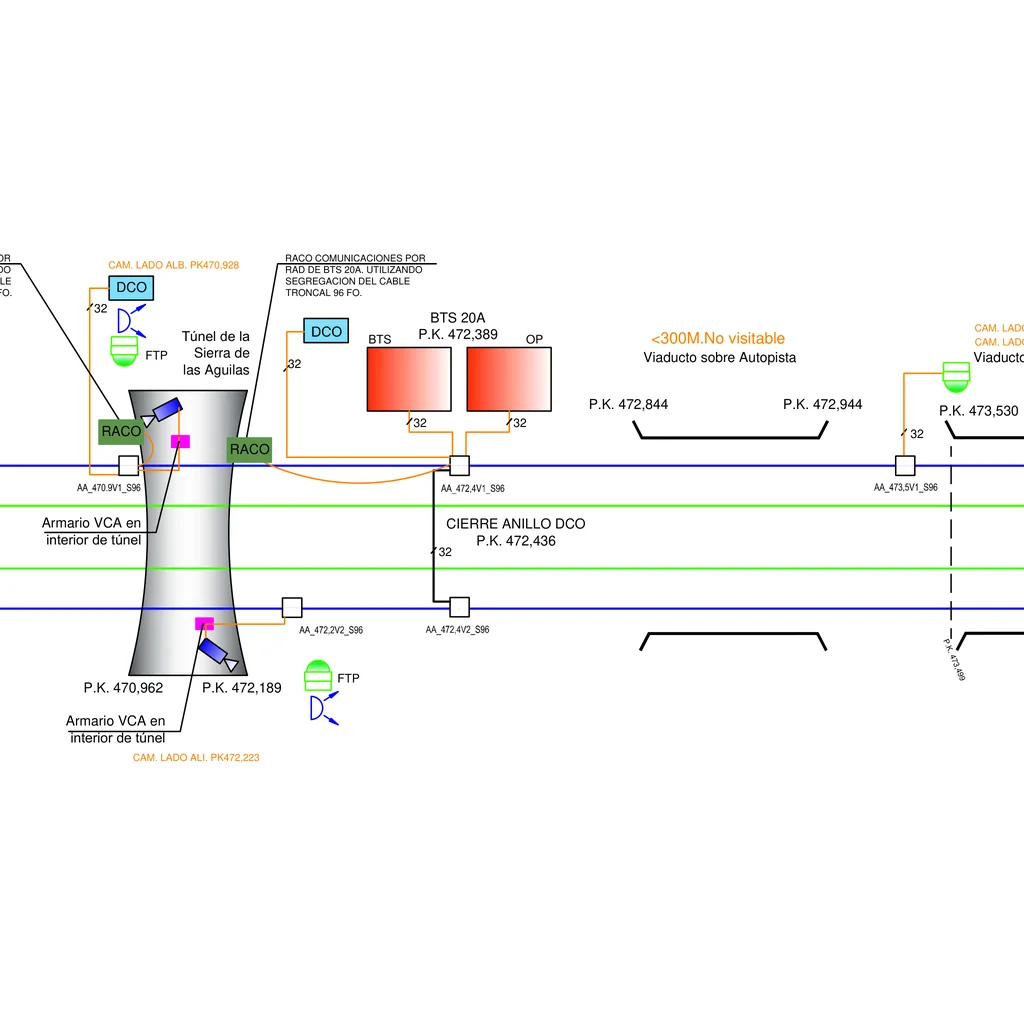 OR
DO
LE
FO.
CAM. LADO ALB. PK470,928
DCO
32
FTP
Túnel de la
Sierra de
las Aguilas
RACO COMUNICACIONES POR
RAD DE BTS 20A. UTILIZANDO
SEGREGACION DEL CABLE
TRONCAL 96 FO.
DCO
32
BTS 20A
P.K. 472,389
BTS
OP
32
32
<300M.No visitable
Viaducto sobre Autopista
P.K. 472,844
P.K. 472,944
CAM. LADO
CAM. LADO
Viaducto
P.K. 473,530
32
RACO
RACO
AA_470.9V1_S96
AA_472,4V1_S96
AA_473,5V1_S96
Armario VCA en
interior de túnel
CIERRE ANILLO DCO
P.K. 472,436
32
AA_472,2V2_S96
AA_472,4V2_S96
P.K. 473,499
P.K. 470,962
P.K. 472,189
FTP
Armario VCA en
interior de túnel
CAM. LADO ALI. PK472,223